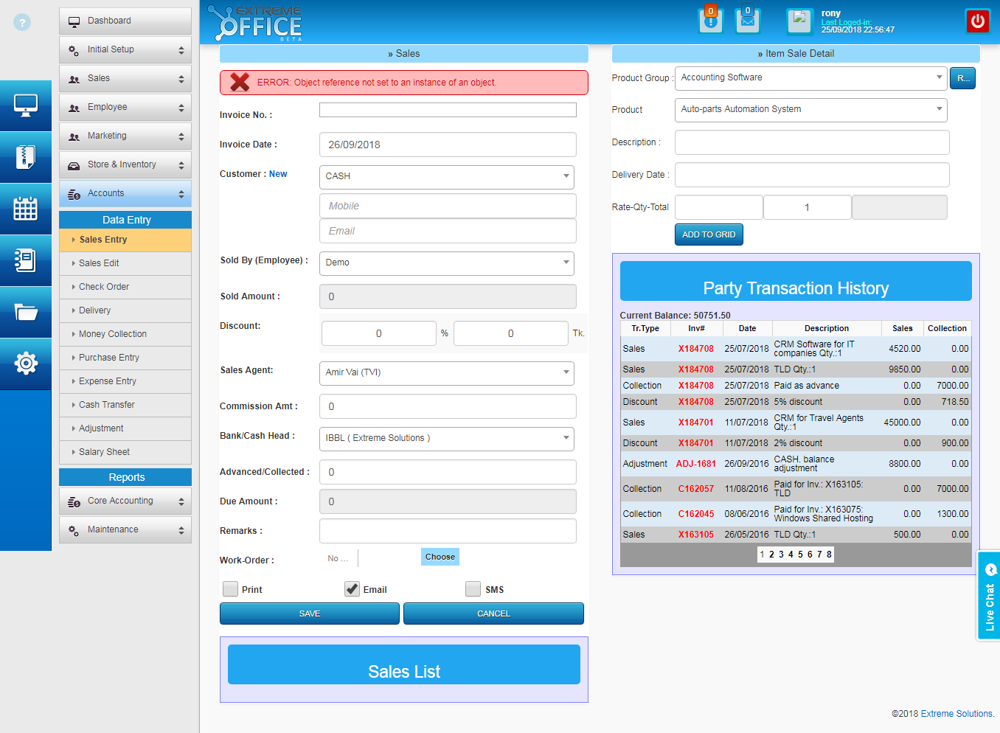 ?
Dashboard
Initial Setup
Sales
Employee
Marketing
Store & Inventory
Accounts
Data Entry
Sales Entry
Sales Edit
Check Order
Delivery
Money Collection
Purchase Entry
Expense Entry
Cash Transfer
Adjustment
Salary Sheet
Reports
Core Accounting
Maintenance
EXTREME
OFFICE
BETA
0
0
rony
Last Loged-in:
25/09/2018 22:56:47
» Sales
ERROR: Object reference not set to an instance of an object.
Invoice No. :
Invoice Date : 26/09/2018
Customer : New CASH
Mobile
Email
Sold By (Employee) : Demo
Sold Amount : 0
Discount: 0 % 0 Tk.
Sales Agent: Amir Vai (TVI)
Commission Amt : 0
Bank/Cash Head : IBBL ( Extreme Solutions )
Advanced/Collected : 0
Due Amount : 0
Remarks :
Work-Order : No ... Choose
Print Email SMS
SAVE CANCEL
Sales List
» Item Sale Detail
Product Group : Accounting Software R...
Product Auto-parts Automation System
Description :
Delivery Date :
Rate-Qty-Total 1
ADD TO GRID
Party Transaction History
Current Balance: 50751.50
Tr.Type Inv# Date Description Sales Collection
Sales X184708 25/07/2018 CRM Software for IT companies Qty.:1 4520.00 0.00
Sales X184708 25/07/2018 TLD Qty.:1 9850.00 0.00
Collection X184708 25/07/2018 Paid as advance 0.00 7000.00
Discount X184708 25/07/2018 5% discount 0.00 718.50
Sales X184701 11/07/2018 CRM for Travel Agents Qty.:1 45000.00 0.00
Discount X184701 11/07/2018 2% discount 0.00 900.00
Adjustment ADJ-1681 26/09/2016 CASH. balance adjustment 8800.00 0.00
Collection C162057 11/08/2016 Paid for Inv.: X163105: TLD 0.00 7000.00
Collection C162045 08/06/2016 Paid for Inv.: X163075: Windows Shared Hosting 0.00 1300.00
Sales X163105 26/05/2016 TLD Qty.:1 500.00 0.00
1 2 3 4 5 6 7 8
Live Chat
©2018 Extreme Solutions.